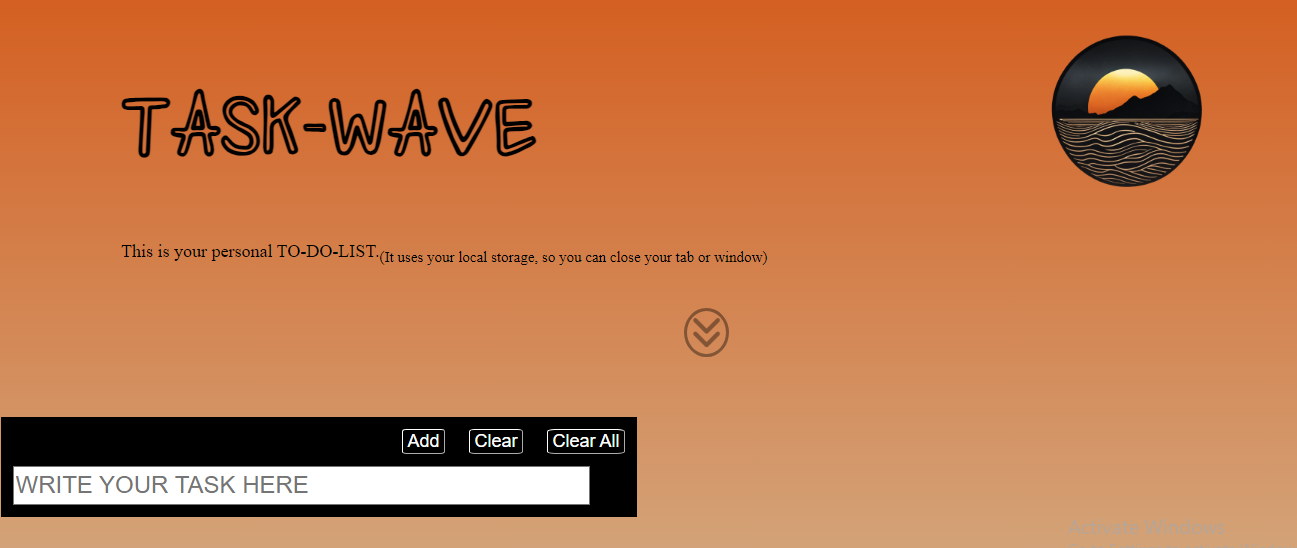 TASK-WAVE
This is your personal TO-DO-LIST.(It uses your local storage, so you can close your tab or window)
Add Clear Clear All
WRITE YOUR TASK HERE
Activate Windows